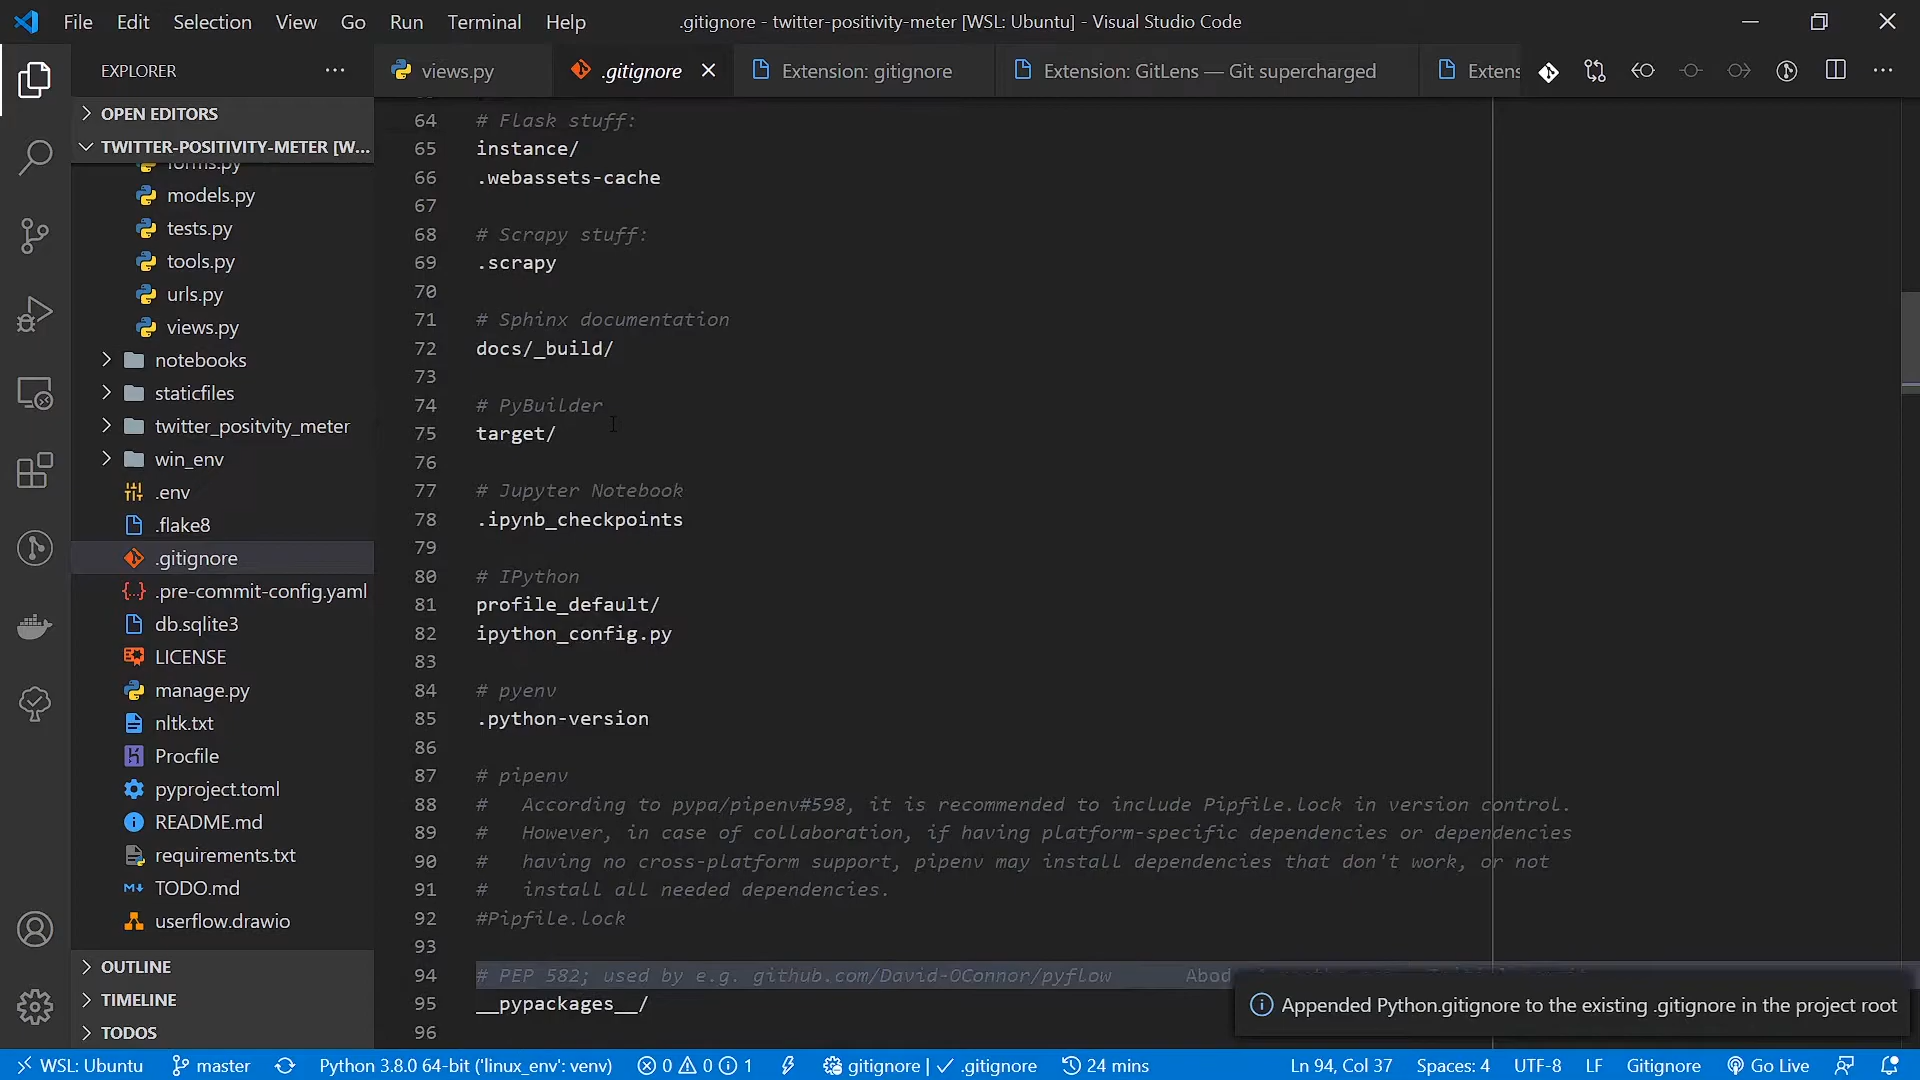 File Edit Selection View Go Run Terminal Help
.gitignore - twitter-positivity-meter [WSL: Ubuntu] - Visual Studio Code
EXPLORER
views.py
.gitignore
Extension: gitignore
Extension: GitLens — Git supercharged
Extens
OPEN EDITORS
TWITTER-POSITIVITY-METER [W...
forms.py
models.py
tests.py
tools.py
urls.py
views.py
notebooks
staticfiles
twitter_positvity_meter
win_env
.env
.flake8
.gitignore
.pre-commit-config.yaml
db.sqlite3
LICENSE
manage.py
nltk.txt
Procfile
pyproject.toml
README.md
requirements.txt
TODO.md
userflow.drawio
OUTLINE
TIMELINE
TODOS
64 # Flask stuff:
65 instance/
66 .webassets-cache
67
68 # Scrapy stuff:
69 .scrapy
70
71 # Sphinx documentation
72 docs/_build/
73
74 # PyBuilder
75 target/
76
77 # Jupyter Notebook
78 .ipynb_checkpoints
79
80 # IPython
81 profile_default/
82 ipython_config.py
83
84 # pyenv
85 .python-version
86
87 # pipenv
88 #   According to pypa/pipenv#598, it is recommended to include Pipfile.lock in version control.
89 #   However, in case of collaboration, if having platform-specific dependencies or dependencies
90 #   having no cross-platform support, pipenv may install dependencies that don't work, or not
91 #   install all needed dependencies.
92 #Pipfile.lock
93
94 # PEP 582; used by e.g. github.com/David-OConnor/pyflow Abod
95 __pypackages__/
96
Appended Python.gitignore to the existing .gitignore in the project root
WSL: Ubuntu master Python 3.8.0 64-bit ('linux_env': venv) 0 0 1 gitignore | ✓ .gitignore 24 mins Ln 94, Col 37 Spaces: 4 UTF-8 LF Gitignore Go Live